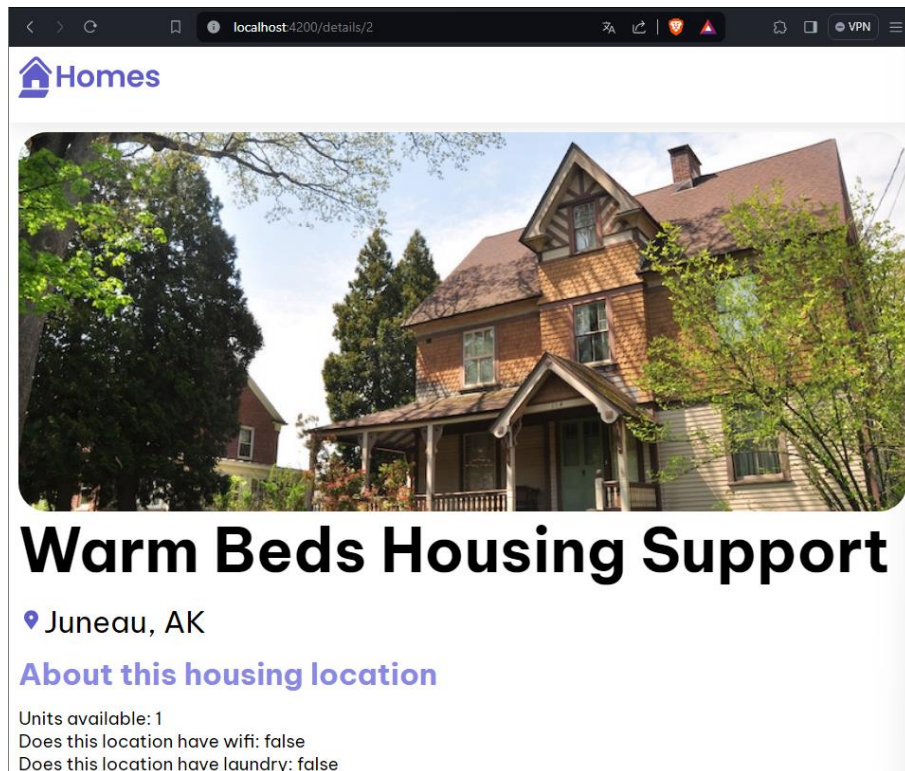 localhost:4200/details/2
VPN
Homes
Warm Beds Housing Support
Juneau, AK
About this housing location
Units available: 1
Does this location have wifi: false
Does this location have laundry: false